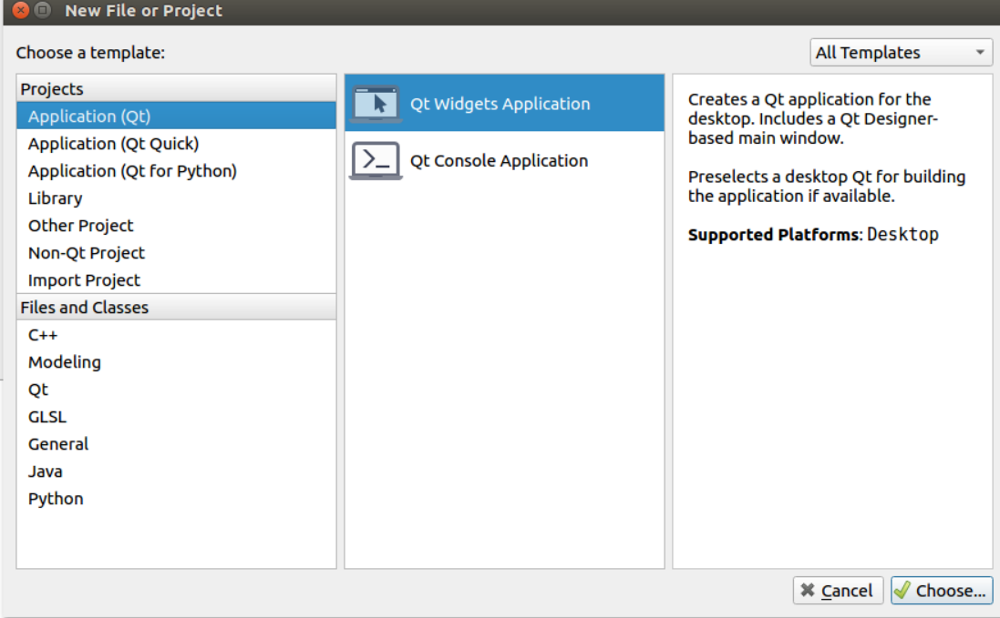 New File or Project
Choose a template:
All Templates
Projects
Application (Qt)
Application (Qt Quick)
Application (Qt for Python)
Library
Other Project
Non-Qt Project
Import Project
Files and Classes
C++
Modeling
Qt
GLSL
General
Java
Python
Qt Widgets Application
Qt Console Application
Creates a Qt application for the
desktop. Includes a Qt Designer-
based main window.
Preselects a desktop Qt for building
the application if available.
Supported Platforms: Desktop
Cancel
Choose...